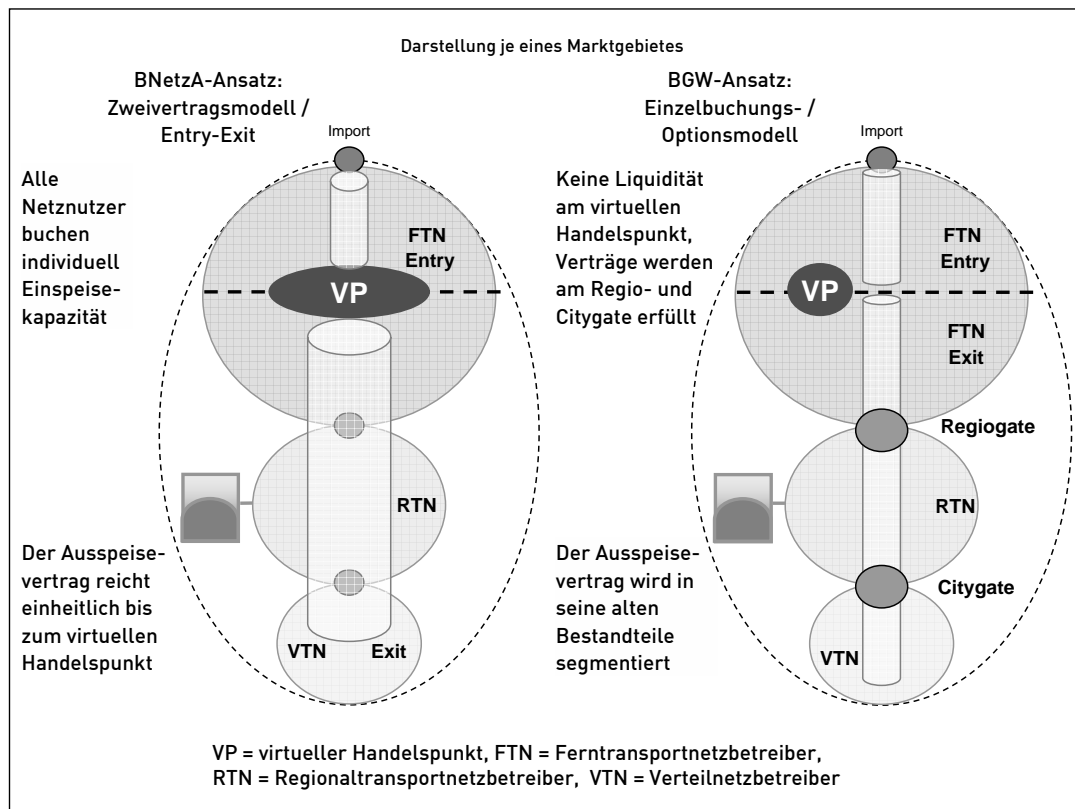 Darstellung je eines Marktgebietes
BNetzA-Ansatz:
Zweivertragsmodell /
Entry-Exit
Import
Alle
Netznutzer
buchen
individuell
Einspeise-
kapazität
FTN
Entry
VP
RTN
Der Ausspeise-
vertrag reicht
einheitlich bis
zum virtuellen
Handelspunkt
VTN
Exit
BGW-Ansatz:
Einzelbuchungs- /
Optionsmodell
Import
Keine Liquidität
am virtuellen
Handelspunkt,
Verträge werden
am Regio- und
Citygate erfüllt
FTN
Entry
VP
FTN
Exit
Regiogate
RTN
Der Ausspeise-
vertrag wird in
seine alten
Bestandteile
segmentiert
Citygate
VTN
VP = virtueller Handelspunkt, FTN = Ferntransportnetzbetreiber,
RTN = Regionaltransportnetzbetreiber, VTN = Verteilnetzbetreiber